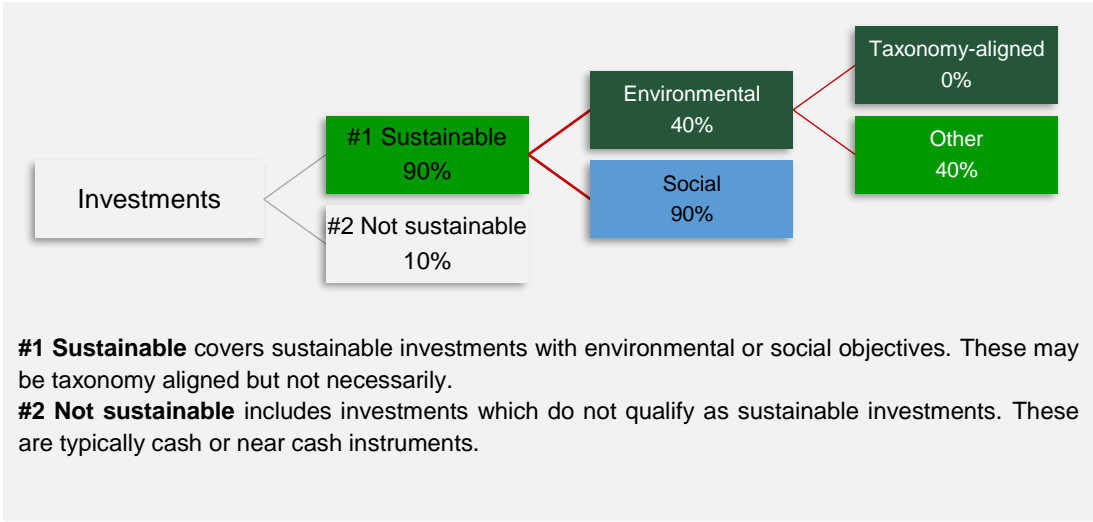 Investments
#1 Sustainable
90%
#2 Not sustainable
10%
Environmental
40%
Social
90%
Taxonomy-aligned
0%
Other
40%
#1 Sustainable covers sustainable investments with environmental or social objectives. These may
be taxonomy aligned but not necessarily.
#2 Not sustainable includes investments which do not qualify as sustainable investments. These
are typically cash or near cash instruments.